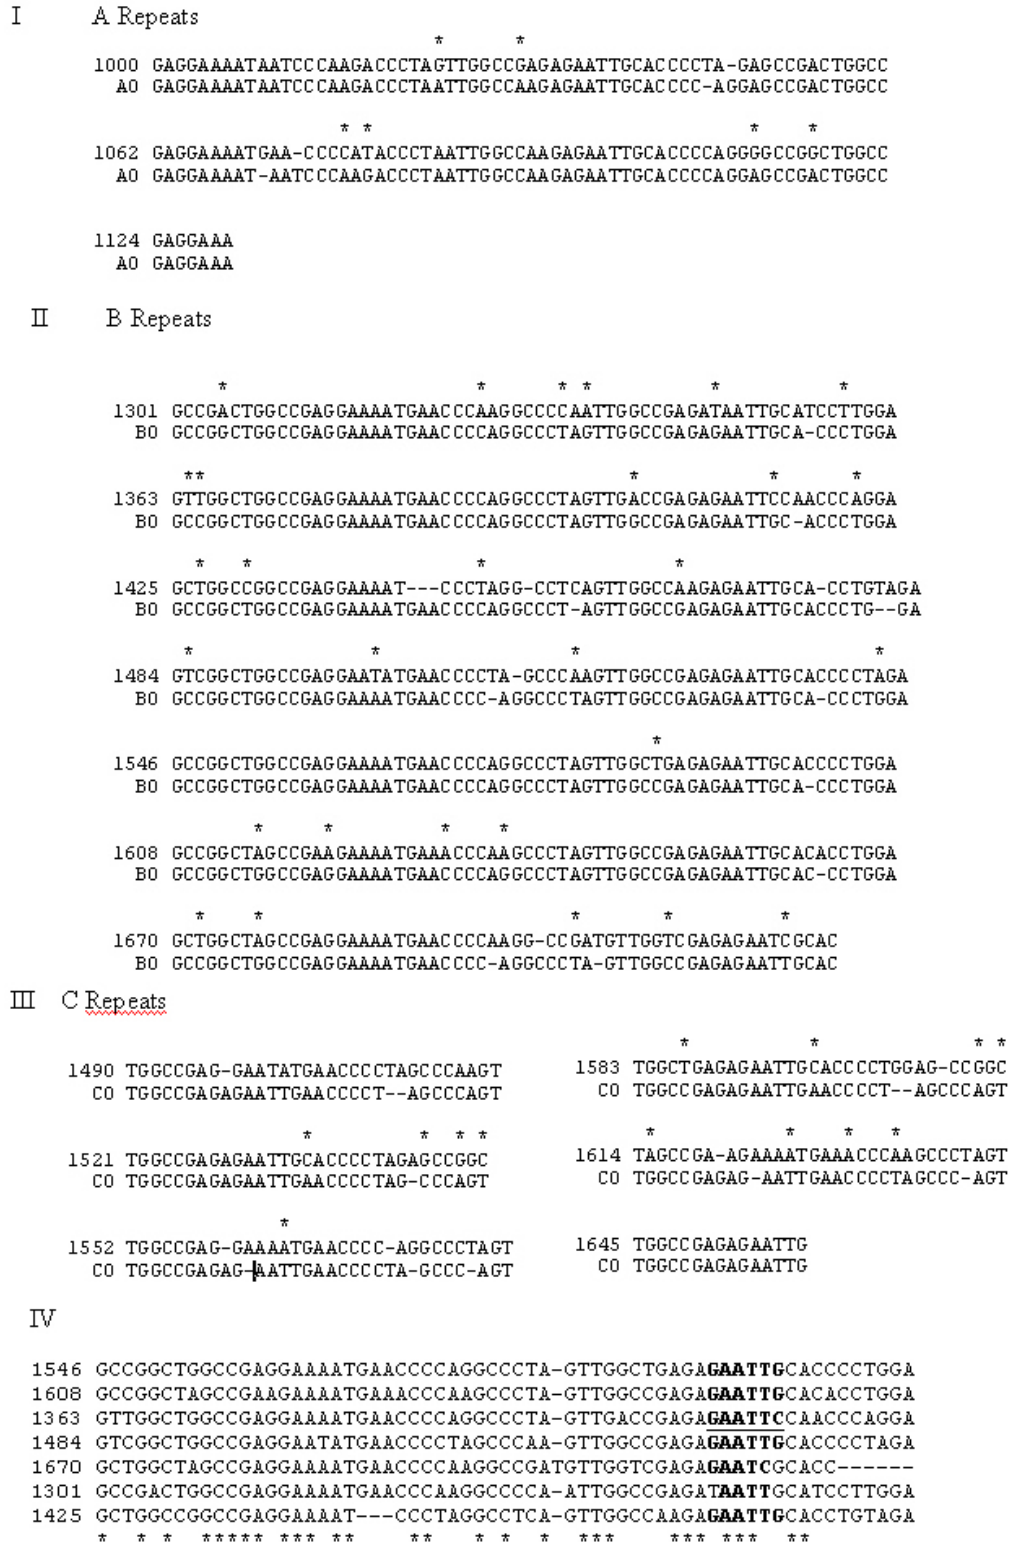 I A Repeats
* *
1000 GAGGAAAATAATCCCAAGACCCTAGTTGGCCGAGAGAATTGCACCCCTA-GAGCCGACTGGCC
A0 GAGGAAAATAATCCCAAGACCCTAATTGGCCAAGAGAATTGCACCCC-AGGAGCCGACTGGCC
* * * *
1062 GAGGAAAATGAA-CCCCATACCCTAATTGGCCAAGAGAATTGCACCCCAGGGGCCGGCTGGCC
A0 GAGGAAAAT-AATCCCAAGACCCTAATTGGCCAAGAGAATTGCACCCCAGGAGCCGACTGGCC
1124 GAGGAAA
A0 GAGGAAA
II B Repeats
* * * * * *
1301 GCCGACTGGCCGAGGAAAATGAACCCAAGGCCCCAATTGGCCGAGATAATTGCATCCTTGGA
B0 GCCGGCTGGCCGAGGAAAATGAACCCCAGGCCCTAGTTGGCCGAGAGAATTGCA-CCCTGGA
** * * *
1363 GTTGGCTGGCCGAGGAAAATGAACCCCAGGCCCTAGTTGACCGAGAGAATTCCAACCCAGGA
B0 GCCGGCTGGCCGAGGAAAATGAACCCCAGGCCCTAGTTGGCCGAGAGAATTGC-ACCCTGGA
* * * *
1425 GCTGGCCGGCCGAGGAAAAT---CCCTAGG-CCTCAGTTGGCCAAGAGAATTGCA-CCTGTAGA
B0 GCCGGCTGGCCGAGGAAAATGAACCCCAGGCCCT-AGTTGGCCGAGAGAATTGCACCCTG--GA
* * * *
1484 GTCGGCTGGCCGAGGAATATGAACCCCTA-GCCCAAGTTGGCCGAGAGAATTGCACCCCTAGA
B0 GCCGGCTGGCCGAGGAAAATGAACCCC-AGGCCCTAGTTGGCCGAGAGAATTGCA-CCCTGGA
*
1546 GCCGGCTGGCCGAGGAAAATGAACCCCAGGCCCTAGTTGGCTGAGAGAATTGCACCCCTGGA
B0 GCCGGCTGGCCGAGGAAAATGAACCCCAGGCCCTAGTTGGCCGAGAGAATTGCA-CCCTGGA
* * * *
1608 GCCGGCTAGCCGAAGAAAATGAAACCCAAGCCCTAGTTGGCCGAGAGAATTGCACACCTGGA
B0 GCCGGCTGGCCGAGGAAAATGAACCCCAGGCCCTAGTTGGCCGAGAGAATTGCAC-CCTGGA
* * * * *
1670 GCTGGCTAGCCGAGGAAAATGAACCCCAAGG-CCGATGTTGGTCGAGAGAATCGCAC
B0 GCCGGCTGGCCGAGGAAAATGAACCCC-AGGCCCTA-GTTGGCCGAGAGAATTGCAC
III C Repeats
1490 TGGCCGAG-GAATATGAACCCCTAGCCCAAGT
C0 TGGCCGAGAGAATTGAACCCCT--AGCCCAGT
* * * *
1521 TGGCCGAGAGAATTGCACCCCTAGAGCCGGC
C0 TGGCCGAGAGAATTGAACCCCTAG-CCCAGT
*
1552 TGGCCGAG-GAAAATGAACCCC-AGGCCCTAGT
C0 TGGCCGAGAG-AATTGAACCCCTA-GCCC-AGT
* * * *
1583 TGGCTGAGAGAATTGCACCCCTGGAG-CCGGC
C0 TGGCCGAGAGAATTGAACCCCT--AGCCCAGT
* * * *
1614 TAGCCGA-AGAAAATGAAACCCAAGCCCTAGT
C0 TGGCCGAGAG-AATTGAACCCCTAGCCC-AGT
1645 TGGCCGAGAGAATTG
C0 TGGCCGAGAGAATTG
IV
1546 GCCGGCTGGCCGAGGAAAATGAACCCCAGGCCCTA-GTTGGCTGAGAGAATTGCACCCCTGGA
1608 GCCGGCTAGCCGAAGAAAATGAAACCCAAGCCCTA-GTTGGCCGAGAGAATTGCACACCTGGA
1363 GTTGGCTGGCCGAGGAAAATGAACCCCAGGCCCTA-GTTGACCGAGAGAATTCCAACCCAGGA
1484 GTCGGCTGGCCGAGGAATATGAACCCCTAGCCCAA-GTTGGCCGAGAGAATTGCACCCCTAGA
1670 GCTGGCTAGCCGAGGAAAATGAACCCCAAGGCCGATGTTGGTCGAGAGAATCGCACC------
1301 GCCGACTGGCCGAGGAAAATGAACCCAAGGCCCCA-ATTGGCCGAGATAATTGCATCCTTGGA
1425 GCTGGCCGGCCGAGGAAAAT---CCCTAGGCCTCA-GTTGGCCAAGAGAATTGCACCTGTAGA
* * * ***** *** ** ** * * * *** *** *** **